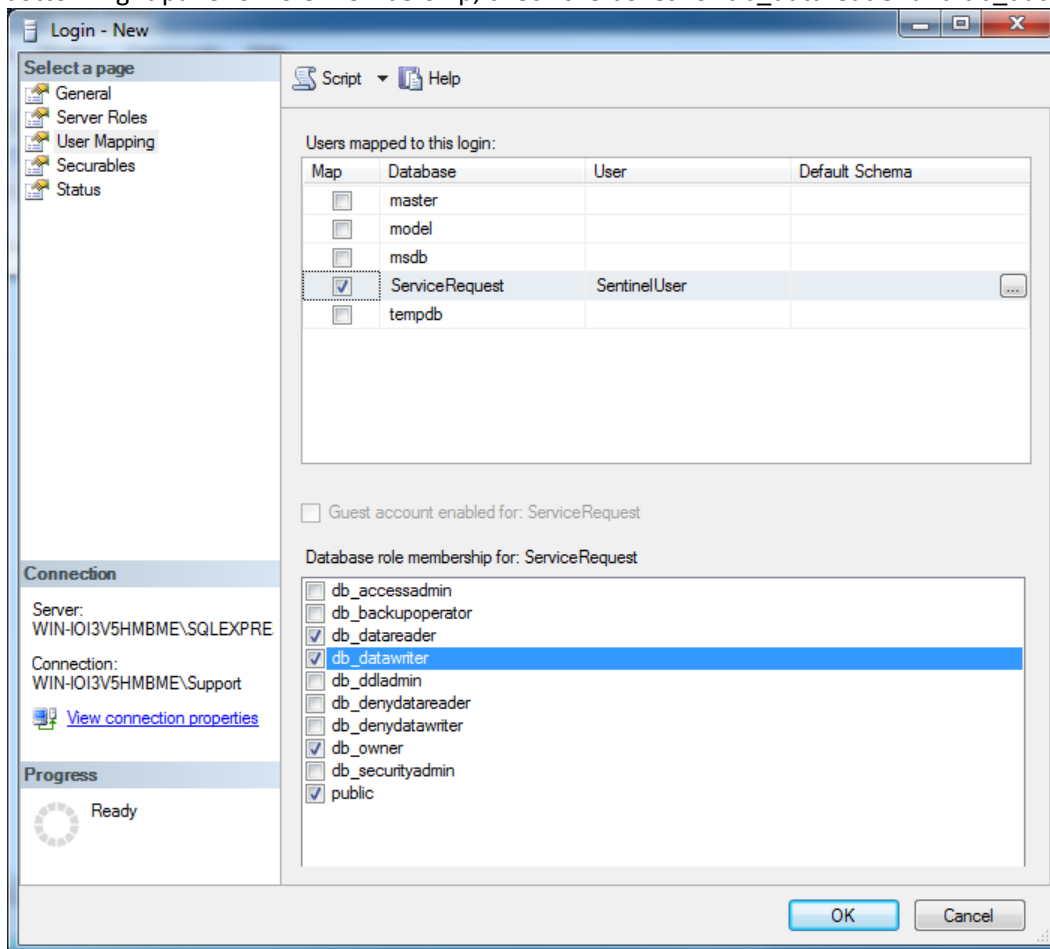 Login - New
Select a page
General
Server Roles
User Mapping
Securables
Status
Script Help
Users mapped to this login:
Map Database User Default Schema
master
model
msdb
ServiceRequest SentinelUser ...
tempdb
Guest account enabled for: ServiceRequest
Database role membership for: ServiceRequest
db_accessadmin
db_backupoperator
db_datareader
db_datawriter
db_ddladmin
db_denydatareader
db_denydatawriter
db_owner
db_securityadmin
public
Connection
Server:
WIN-IOI3V5HMBME\SQLEXPRE
Connection:
WIN-IOI3V5HMBME\Support
View connection properties
Progress
Ready
OK Cancel